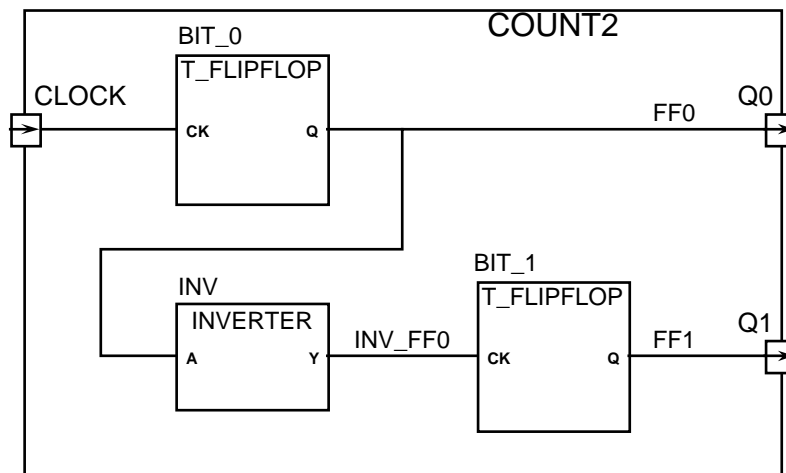 COUNT2
BIT_0
T_FLIPFLOP
CLOCK
CK
Q
FF0
Q0
INV
INVERTER
A
Y
INV_FF0
BIT_1
T_FLIPFLOP
CK
Q
FF1
Q1